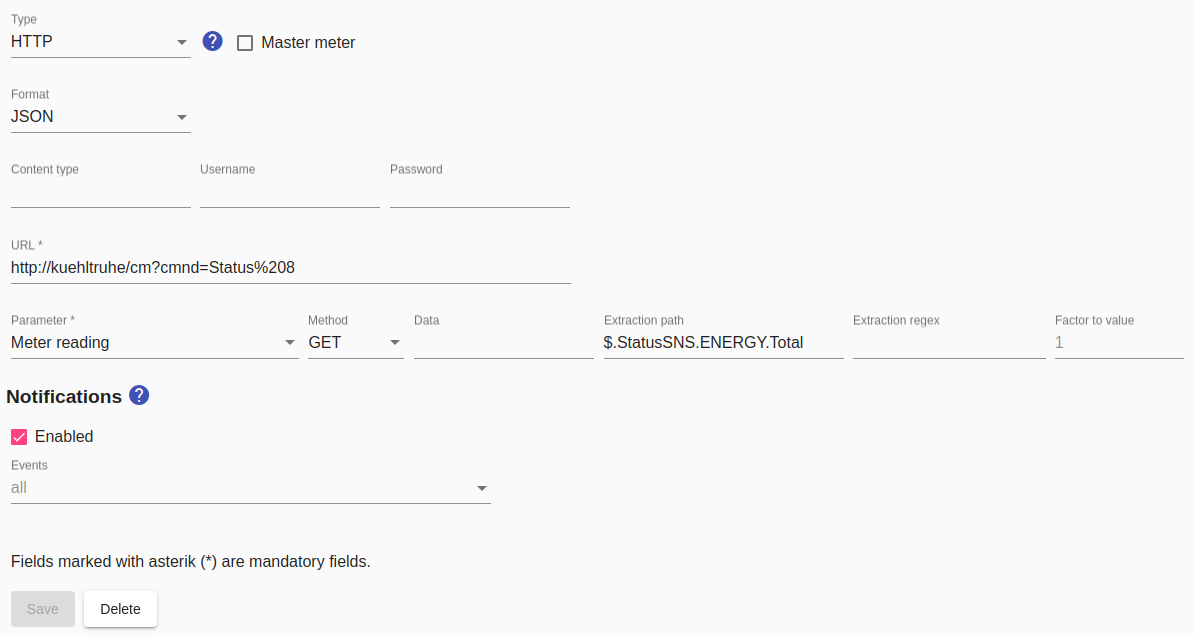 Type
HTTP ? Master meter
Format
JSON
Content type Username Password
URL *
http://kuehltruhe/cm?cmnd=Status%208
Parameter * Method Data Extraction path Extraction regex Factor to value
Meter reading GET $.StatusSNS.ENERGY.Total 1
Notifications ?
Enabled
Events
all
Fields marked with asterik (*) are mandatory fields.
Save Delete